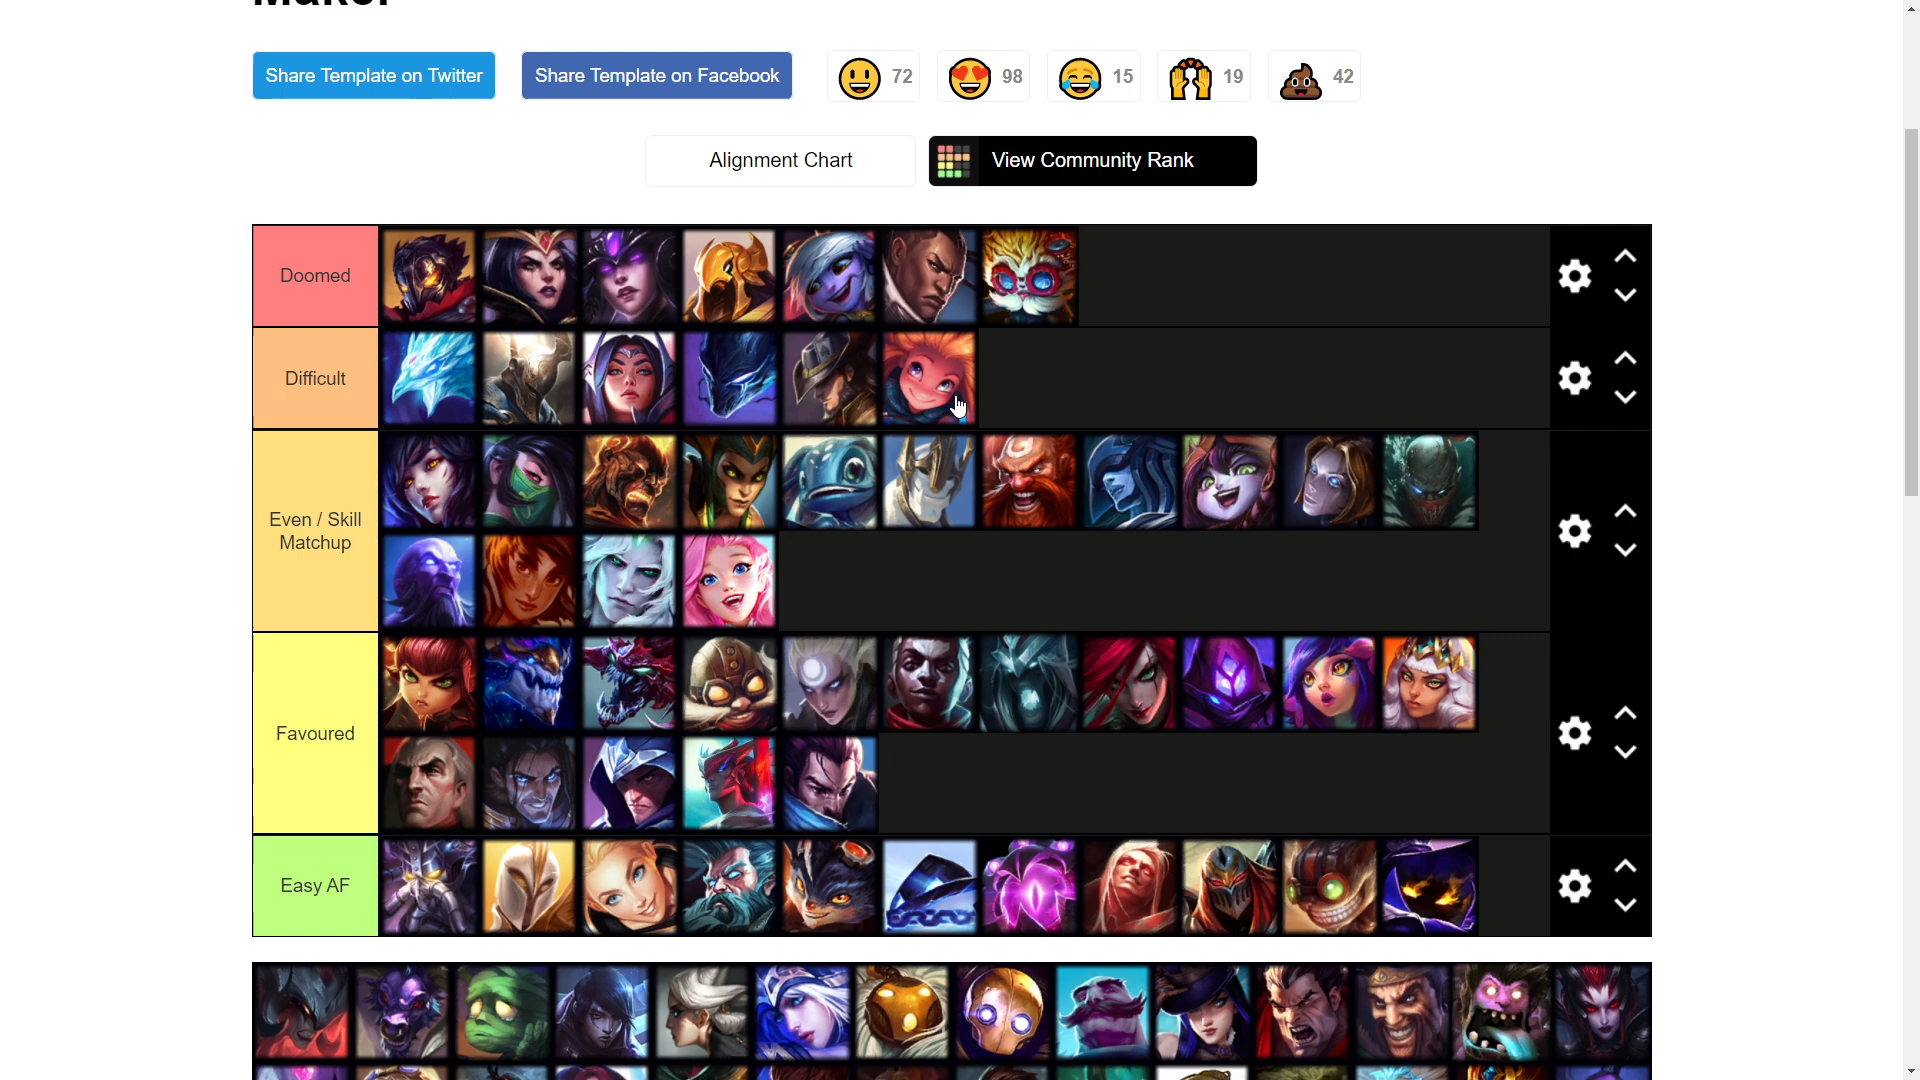 Share Template on Twitter
Share Template on Facebook
72
98
15
19
42
Alignment Chart
View Community Rank
Doomed
Difficult
Even / Skill
Matchup
Favoured
Easy AF